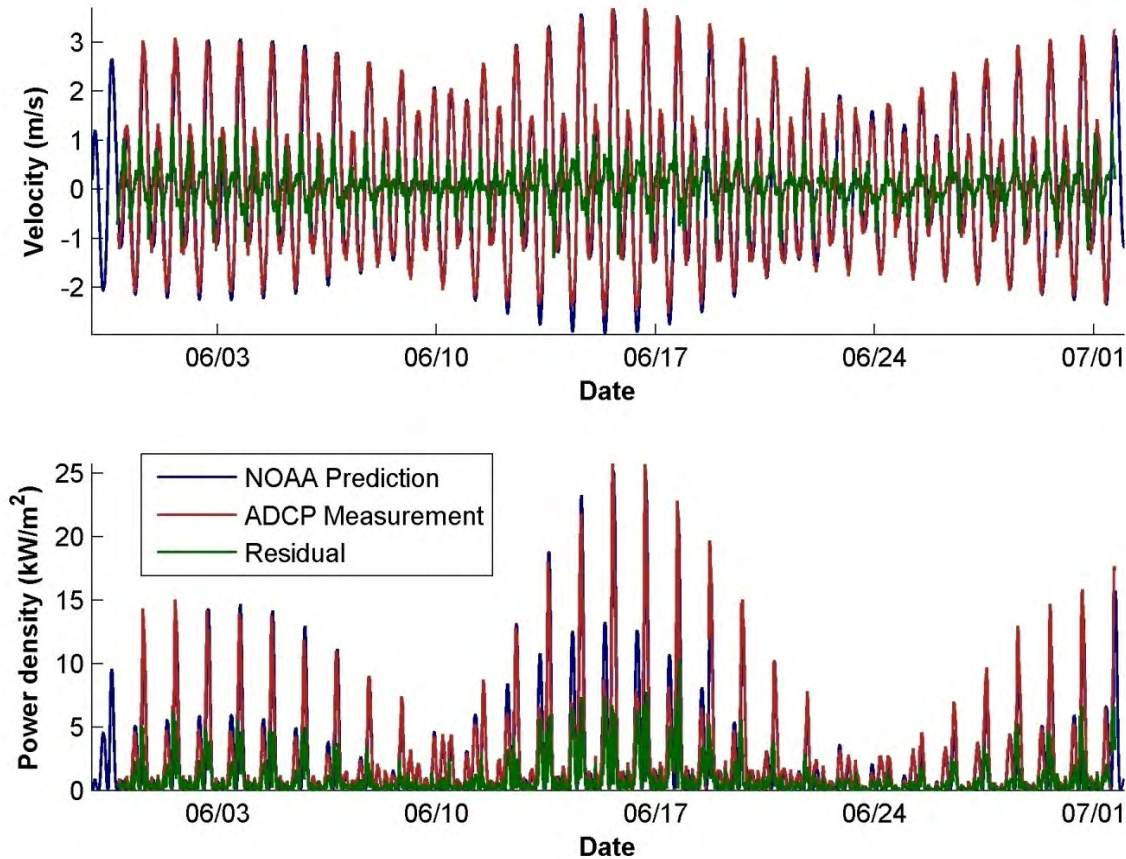 3
2
1
0
-1
-2
Velocity (m/s)
06/03 06/10 06/17 06/24 07/01
Date
NOAA Prediction
ADCP Measurement
Residual
25
20
15
10
5
0
Power density (kW/m²)
06/03 06/10 06/17 06/24 07/01
Date